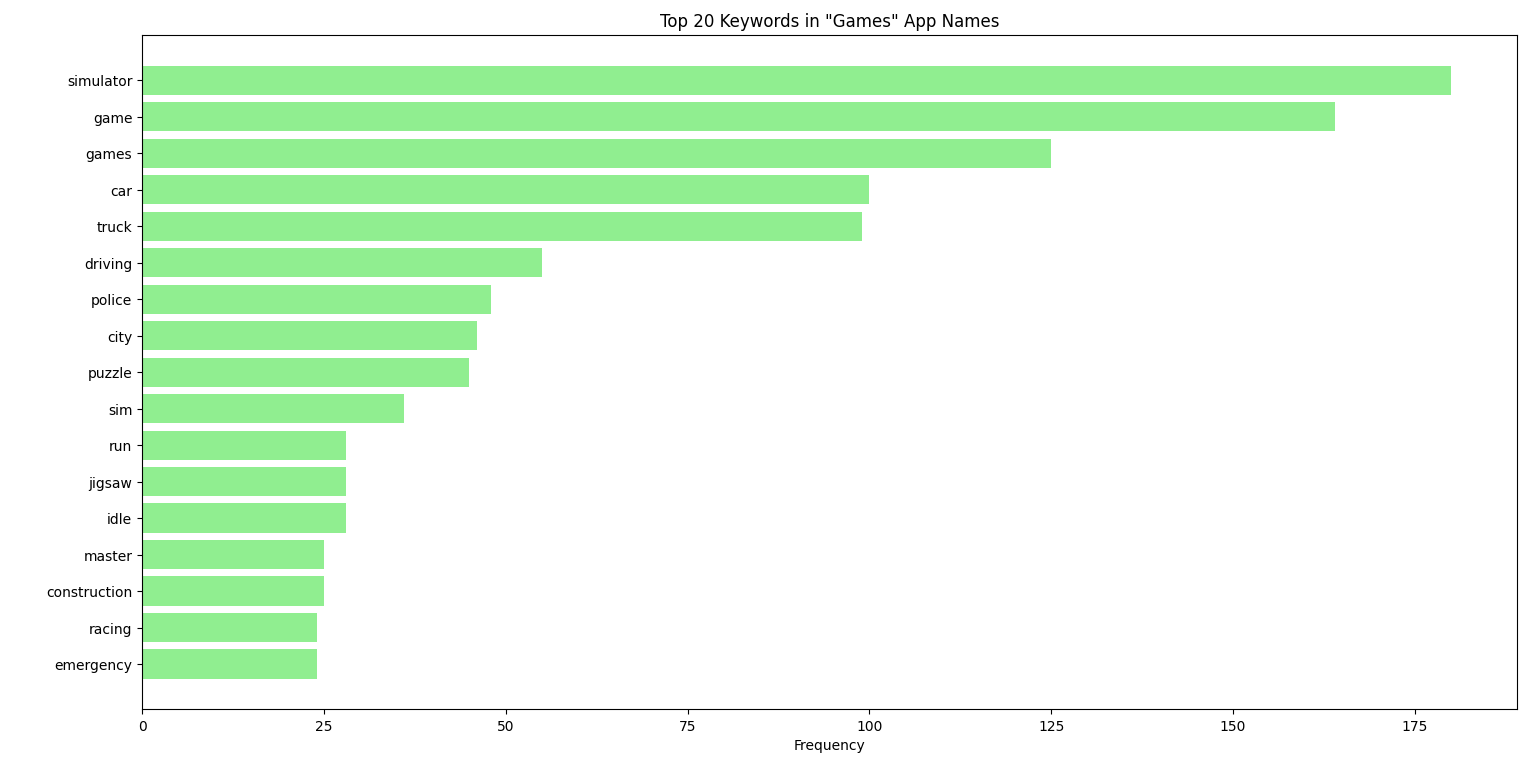 Top 20 Keywords in "Games" App Names
simulator
game
games
car
truck
driving
police
city
puzzle
sim
run
jigsaw
idle
master
construction
racing
emergency
0 25 50 75 100 125 150 175
Frequency